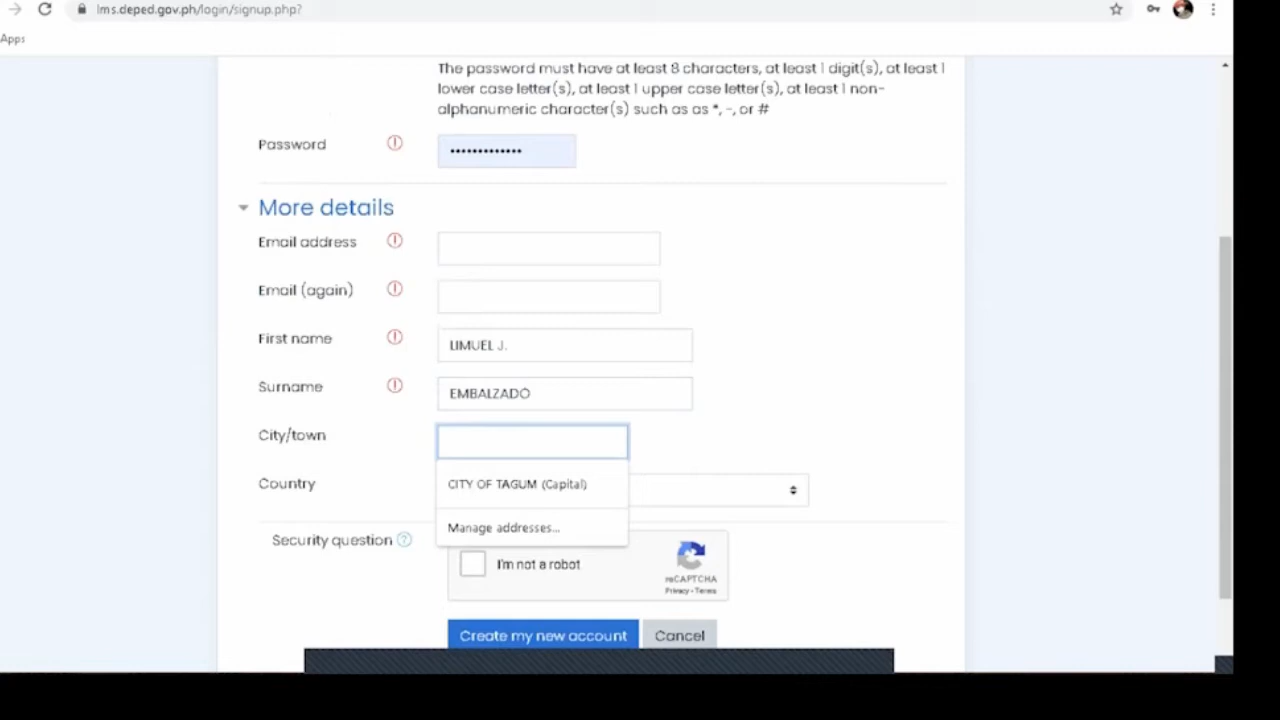 lms.deped.gov.ph/login/signup.php?
Apps
The password must have at least 8 characters, at least 1 digit(s), at least 1
lower case letter(s), at least 1 upper case letter(s), at least 1 non-
alphanumeric character(s) such as as *, -, or #
Password
•••••••••••••
More details
Email address
Email (again)
First name
LIMUEL J.
Surname
EMBALZADO
City/town
CITY OF TAGUM (Capital)
Country
Manage addresses...
Security question
I'm not a robot
reCAPTCHA
Privacy - Terms
Create my new account
Cancel